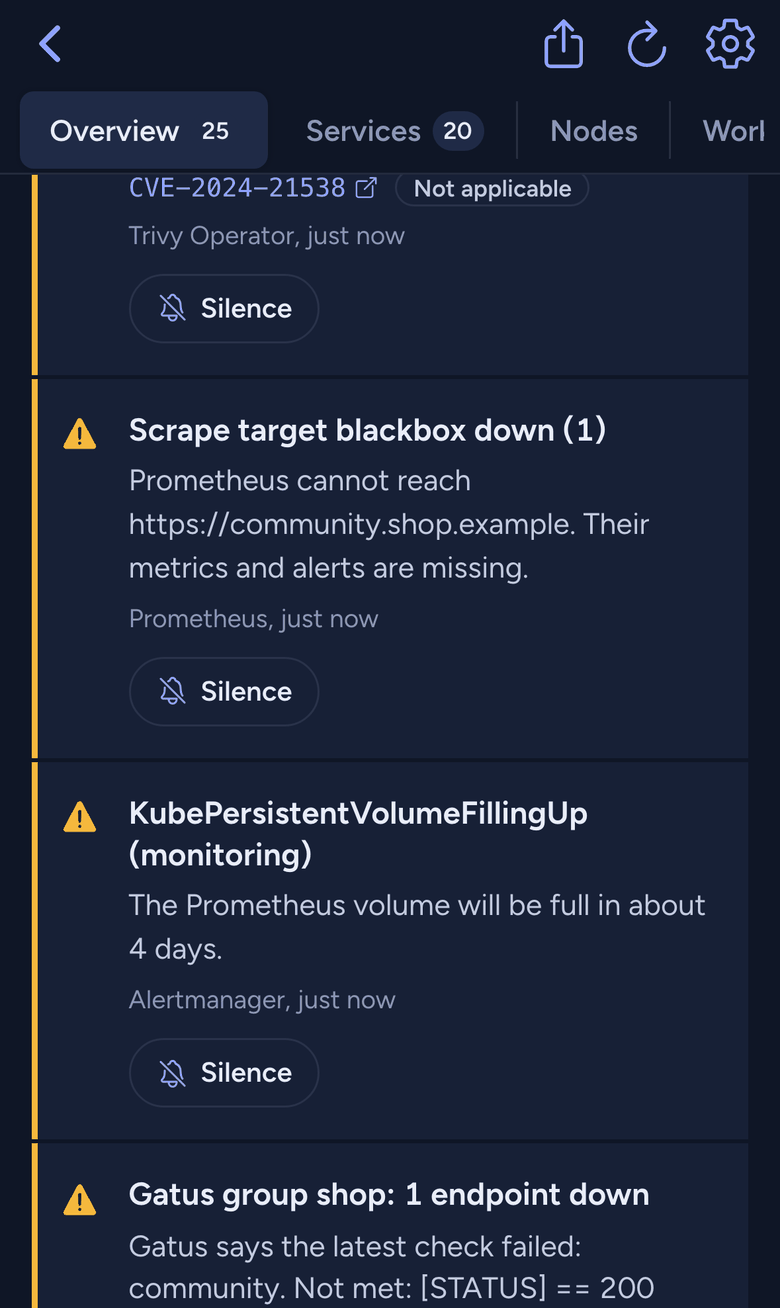 Overview 25 Services 20 Nodes Worl
CVE-2024-21538 Not applicable
Trivy Operator, just now
Silence
Scrape target blackbox down (1)
Prometheus cannot reach
https://community.shop.example. Their
metrics and alerts are missing.
Prometheus, just now
Silence
KubePersistentVolumeFillingUp
(monitoring)
The Prometheus volume will be full in about
4 days.
Alertmanager, just now
Silence
Gatus group shop: 1 endpoint down
Gatus says the latest check failed:
community. Not met: [STATUS] == 200